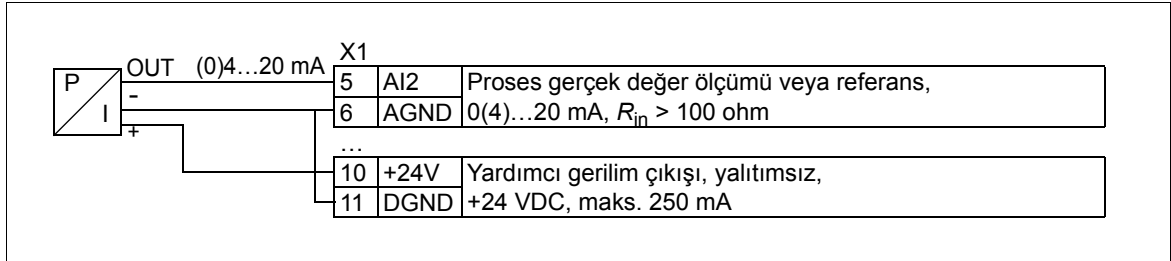 X1
OUT (0)4…20 mA
P
I
-
+
5 AI2 Proses gerçek değer ölçümü veya referans,
6 AGND 0(4)…20 mA, Rin > 100 ohm
…
10 +24V Yardımcı gerilim çıkışı, yalıtımsız,
11 DGND +24 VDC, maks. 250 mA